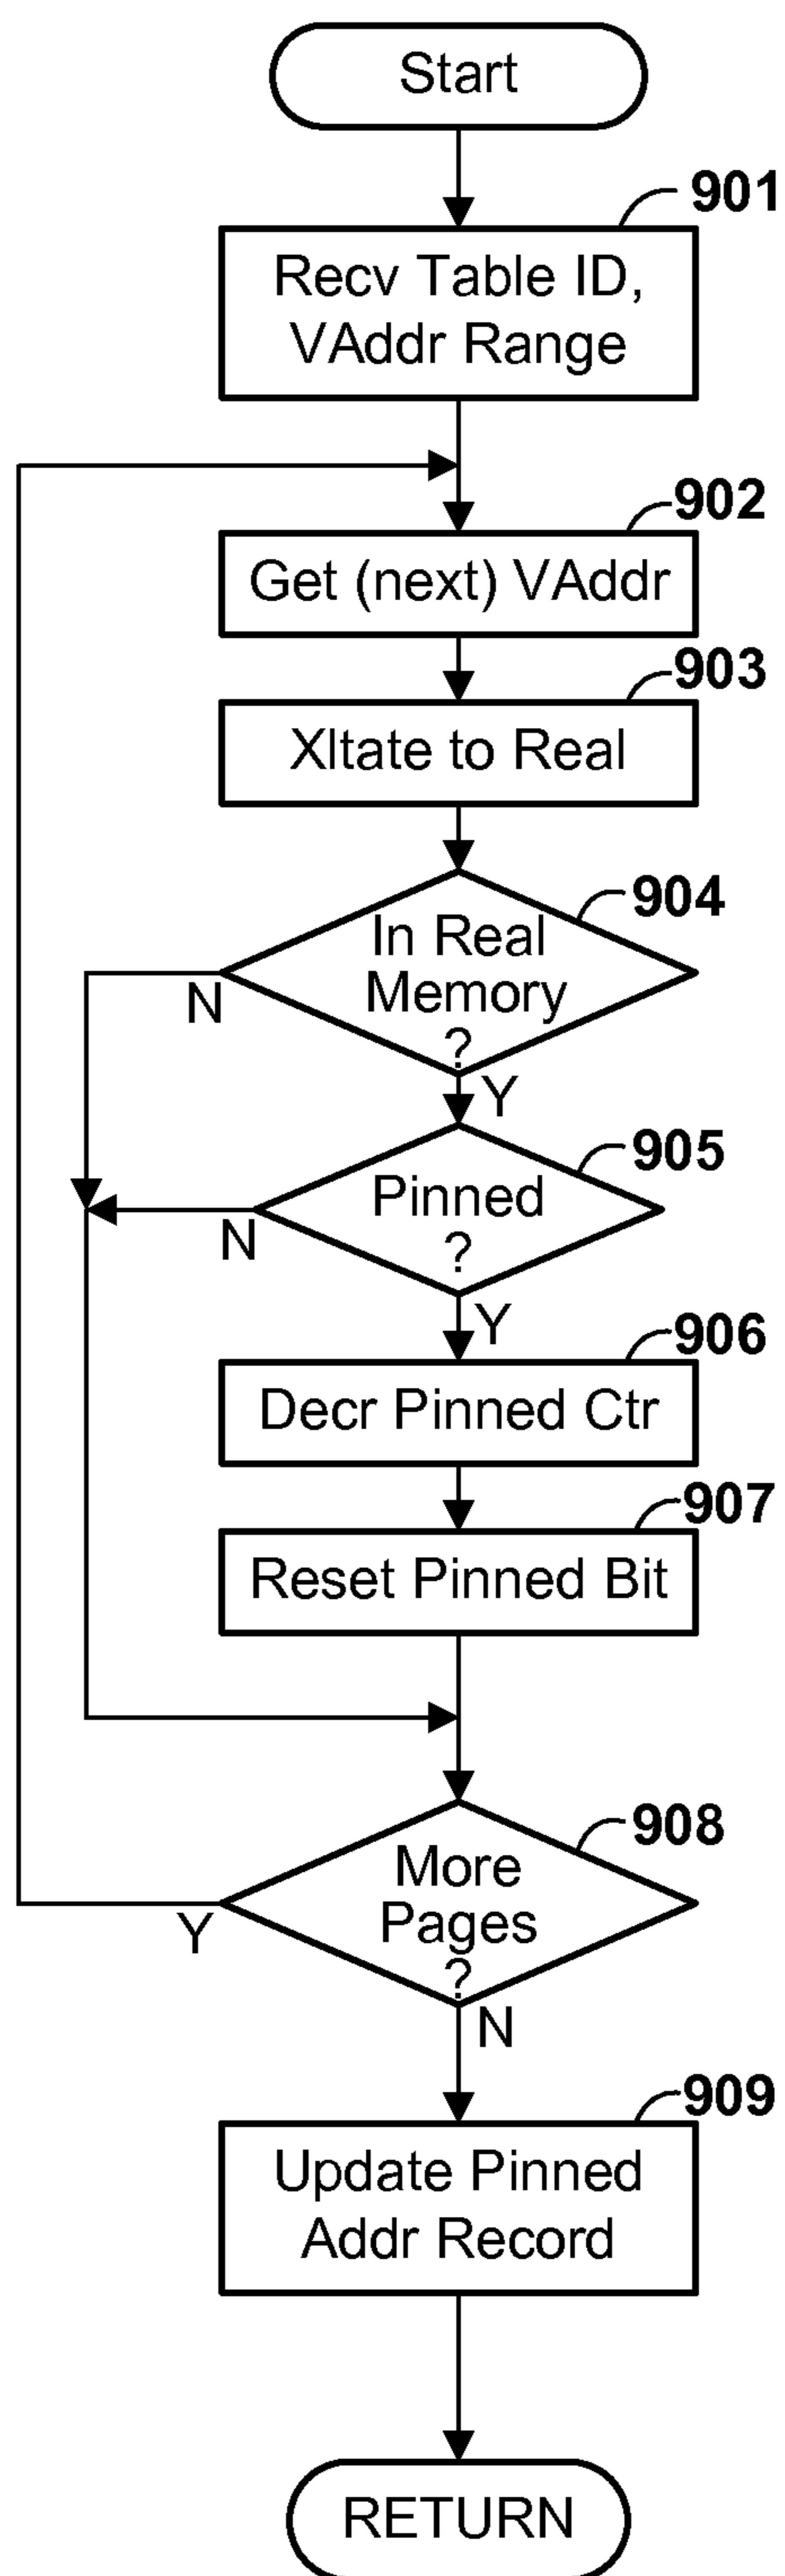 Start
901
Recv Table ID,
VAddr Range
902
Get (next) VAddr
903
Xltate to Real
904
In Real
Memory
?
N
Y
905
Pinned
?
N
Y
906
Decr Pinned Ctr
907
Reset Pinned Bit
908
More
Pages
?
Y
N
909
Update Pinned
Addr Record
RETURN